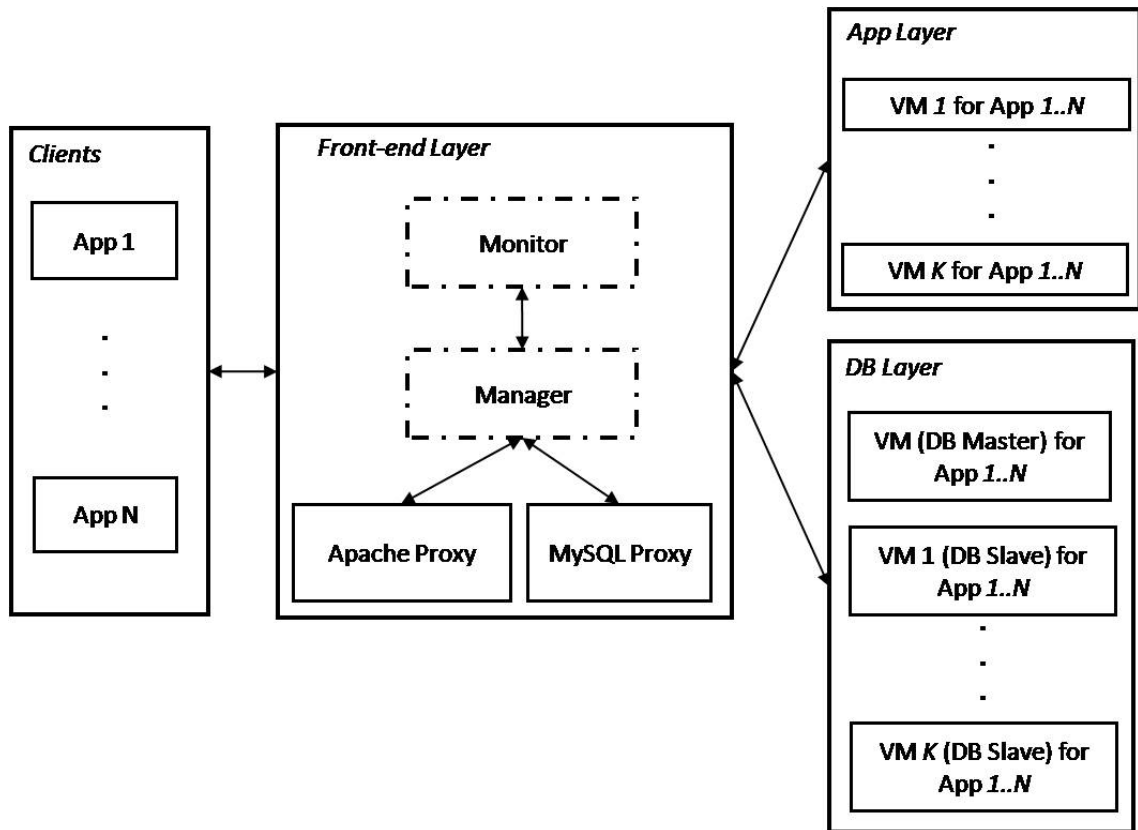 Clients
App 1
App N
Front-end Layer
Monitor
Manager
Apache Proxy
MySQL Proxy
App Layer
VM 1 for App 1..N
VM K for App 1..N
DB Layer
VM (DB Master) for
App 1..N
VM 1 (DB Slave) for
App 1..N
VM K (DB Slave) for
App 1..N